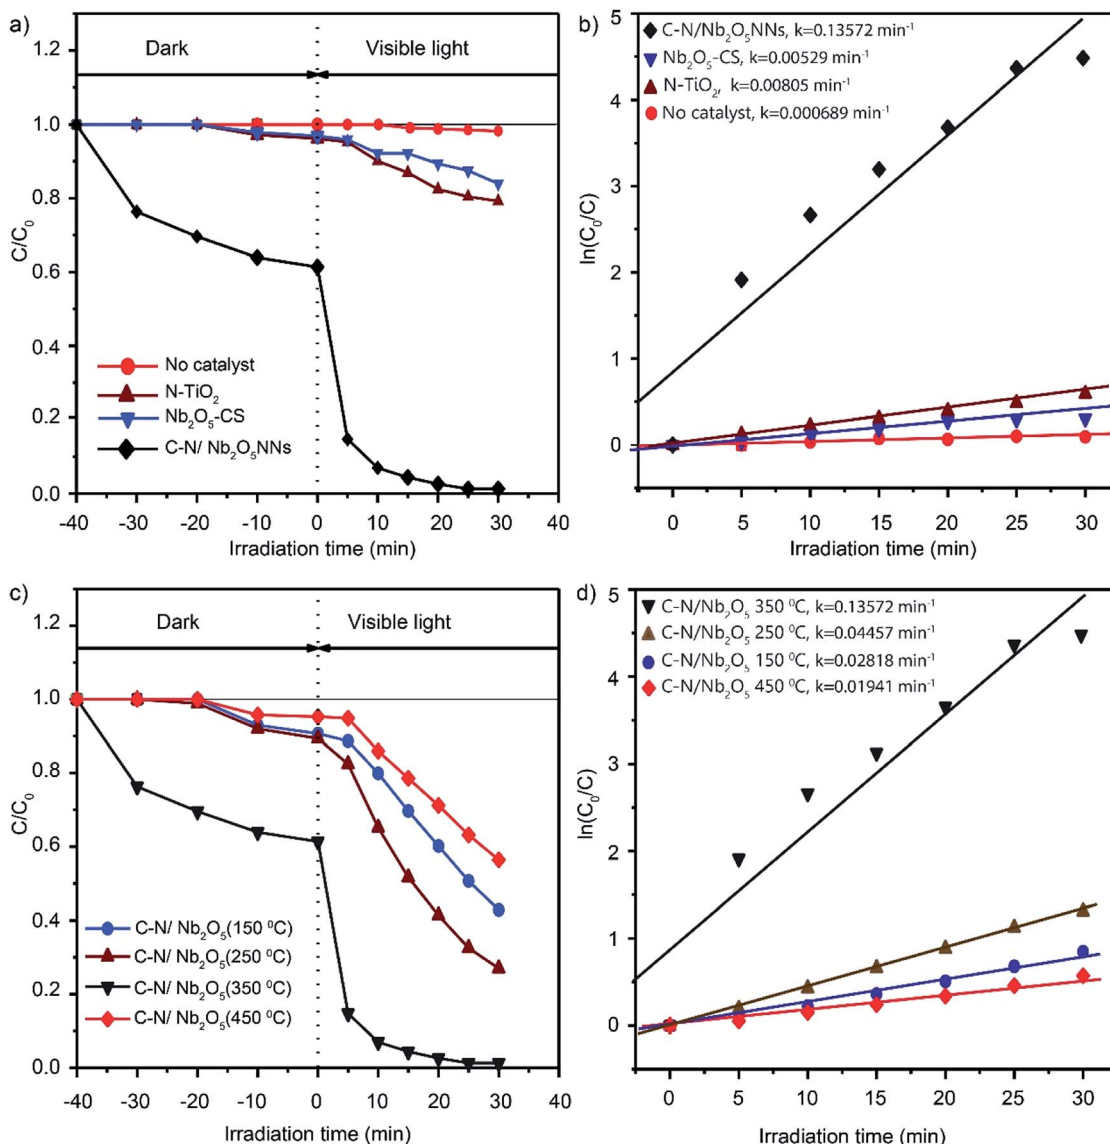 a)
1.2
1.0
0.8
0.6
0.4
0.2
0.0
C/C₀
Dark
Visible light
No catalyst
N-TiO₂
Nb₂O₅-CS
C-N/ Nb₂O₅NNs
-40 -30 -20 -10 0 10 20 30 40
Irradiation time (min)
b)
5
4
3
2
1
0
ln(C₀/C)
C-N/Nb₂O₅NNs, k=0.13572 min⁻¹
Nb₂O₅-CS, k=0.00529 min⁻¹
N-TiO₂, k=0.00805 min⁻¹
No catalyst, k=0.000689 min⁻¹
0 5 10 15 20 25 30
Irradiation time (min)
c)
1.2
1.0
0.8
0.6
0.4
0.2
0.0
C/C₀
Dark
Visible light
C-N/ Nb₂O₅(150 ⁰C)
C-N/ Nb₂O₅(250 ⁰C)
C-N/ Nb₂O₅(350 ⁰C)
C-N/ Nb₂O₅(450 ⁰C)
-40 -30 -20 -10 0 10 20 30 40
Irradiation time (min)
d)
5
4
3
2
1
0
ln(C₀/C)
C-N/Nb₂O₅ 350 ⁰C, k=0.13572 min⁻¹
C-N/Nb₂O₅ 250 ⁰C, k=0.04457 min⁻¹
C-N/Nb₂O₅ 150 ⁰C, k=0.02818 min⁻¹
C-N/Nb₂O₅ 450 ⁰C, k=0.01941 min⁻¹
0 5 10 15 20 25 30
Irradiation time (min)